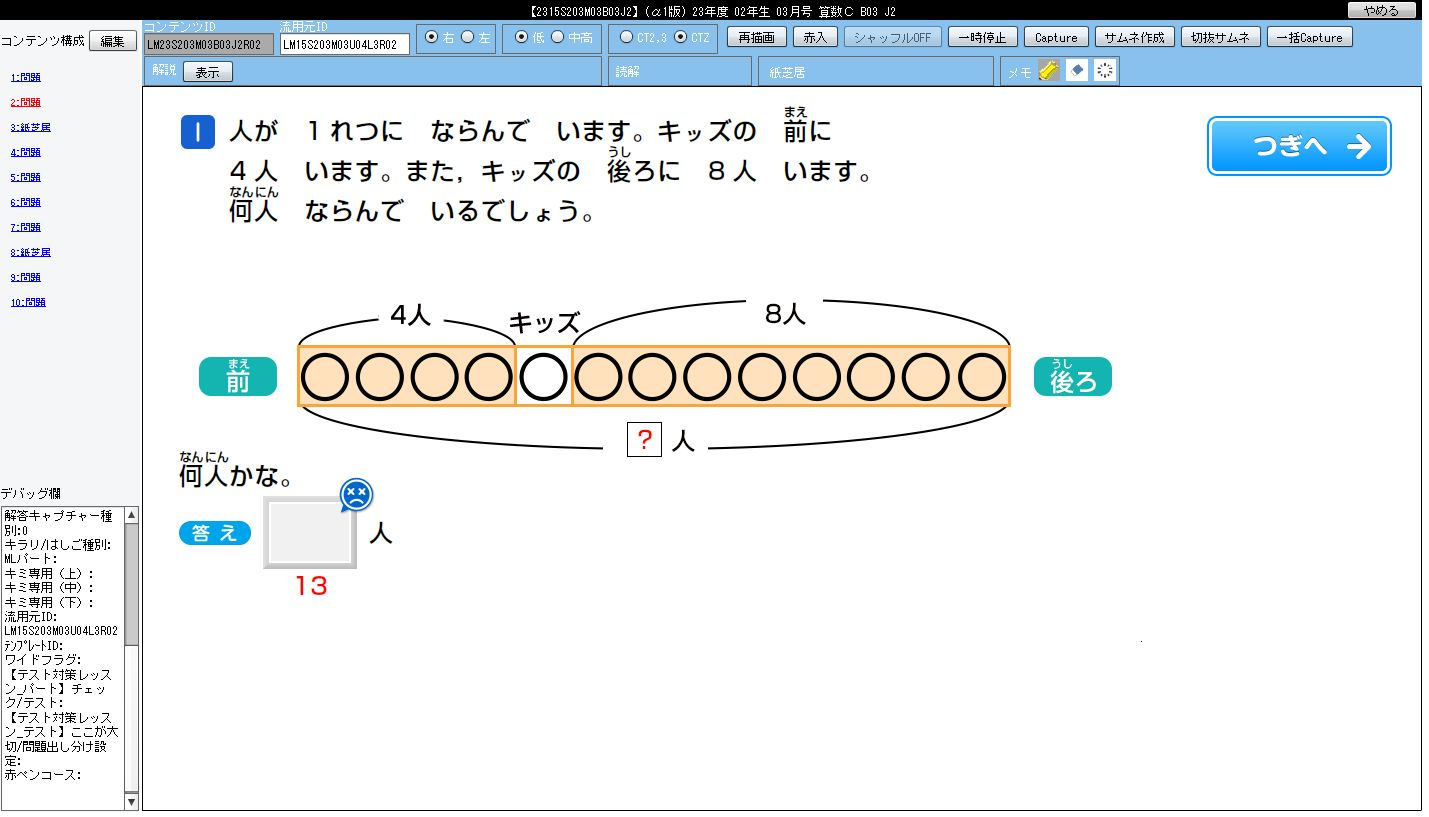 【2315S203M03B03J2】(α1版) 23年度 02年生 03月号 算数C B03 J2
やめる
コンテンツ構成
編集
コンテンツID
LM23S203M03B03J2R02
流用元ID
LM15S203M03U04L3R02
右 左
低 中高
CT2,3 CTZ
再描画
赤入
シャッフルOFF
一時停止
Capture
サムネ作成
切抜サムネ
一括Capture
解説
表示
読解
紙芝居
メモ
1:問題
2:問題
3:紙芝居
4:問題
5:問題
6:問題
7:問題
8:紙芝居
9:問題
10:問題
1 人が 1れつに ならんで います。キッズの 前に
まえ
4人 います。また,キッズの 後ろに 8人 います。
うし
何人 ならんで いるでしょう。
なんにん
つぎへ
4人
キッズ
8人
まえ
前
うし
後ろ
? 人
なんにん
何人かな。
答え
人
13
デバッグ欄
解答キャプチャー種
別:0
キラリ/はしご種別:
MLパート:
キミ専用（上）:
キミ専用（中）:
キミ専用（下）:
流用元ID:
LM15S203M03U04L3R02
テンプレートID:
ワイドフラグ:
【テスト対策レッス
ン_パート】チェッ
ク/テスト:
【テスト対策レッス
ン_テスト】ここが大
切/問題出し分け設
定:
赤ペンコース: